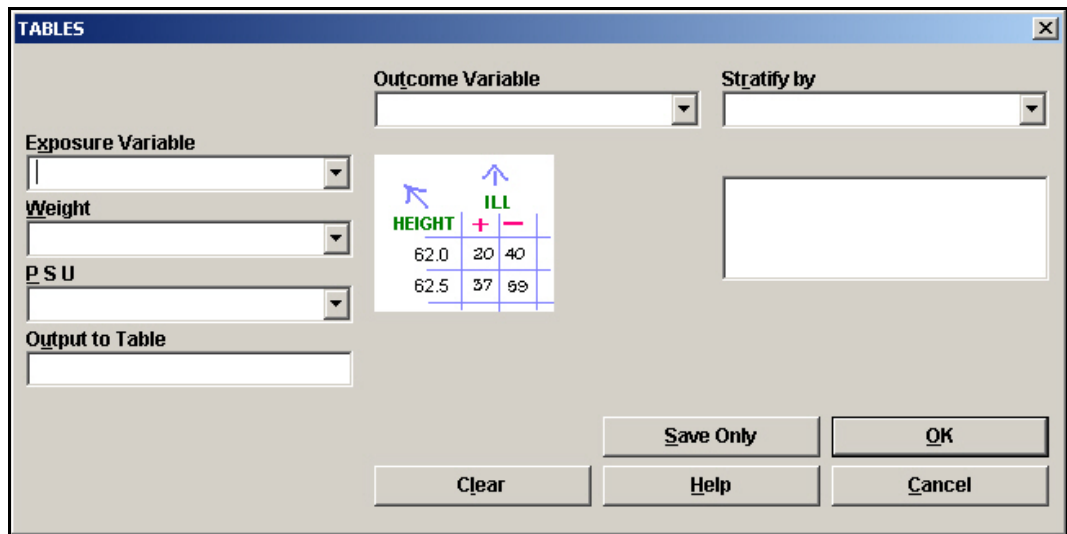 TABLES
Outcome Variable
Stratify by
Exposure Variable
Weight
P S U
Output to Table
ILL
HEIGHT + −
62.0 20 40
62.5 37 59
Save Only
OK
Clear
Help
Cancel